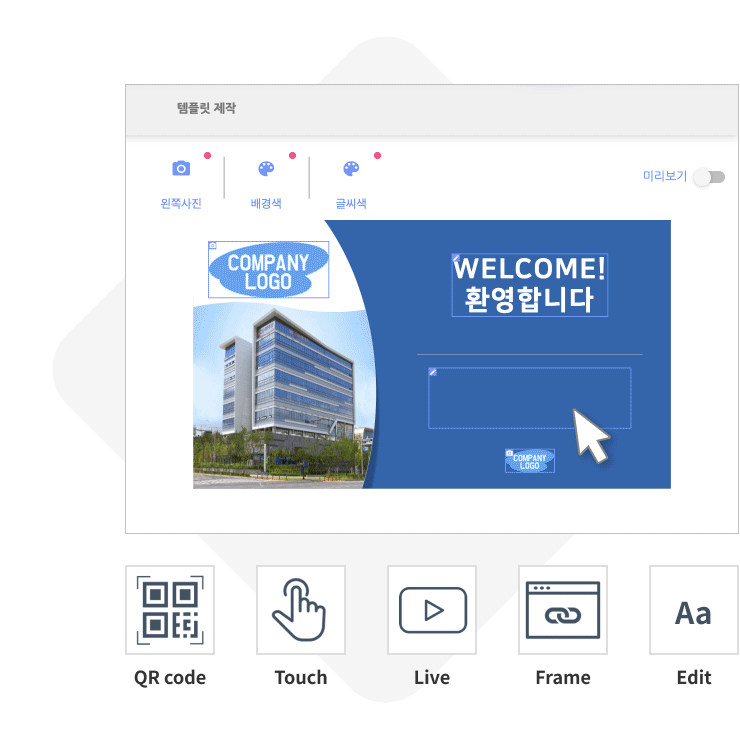 템플릿 제작
왼쪽사진
배경색
글씨색
미리보기
COMPANY
LOGO
WELCOME!
환영합니다
COMPANY
LOGO
QR code
Touch
Live
Frame
Aa
Edit